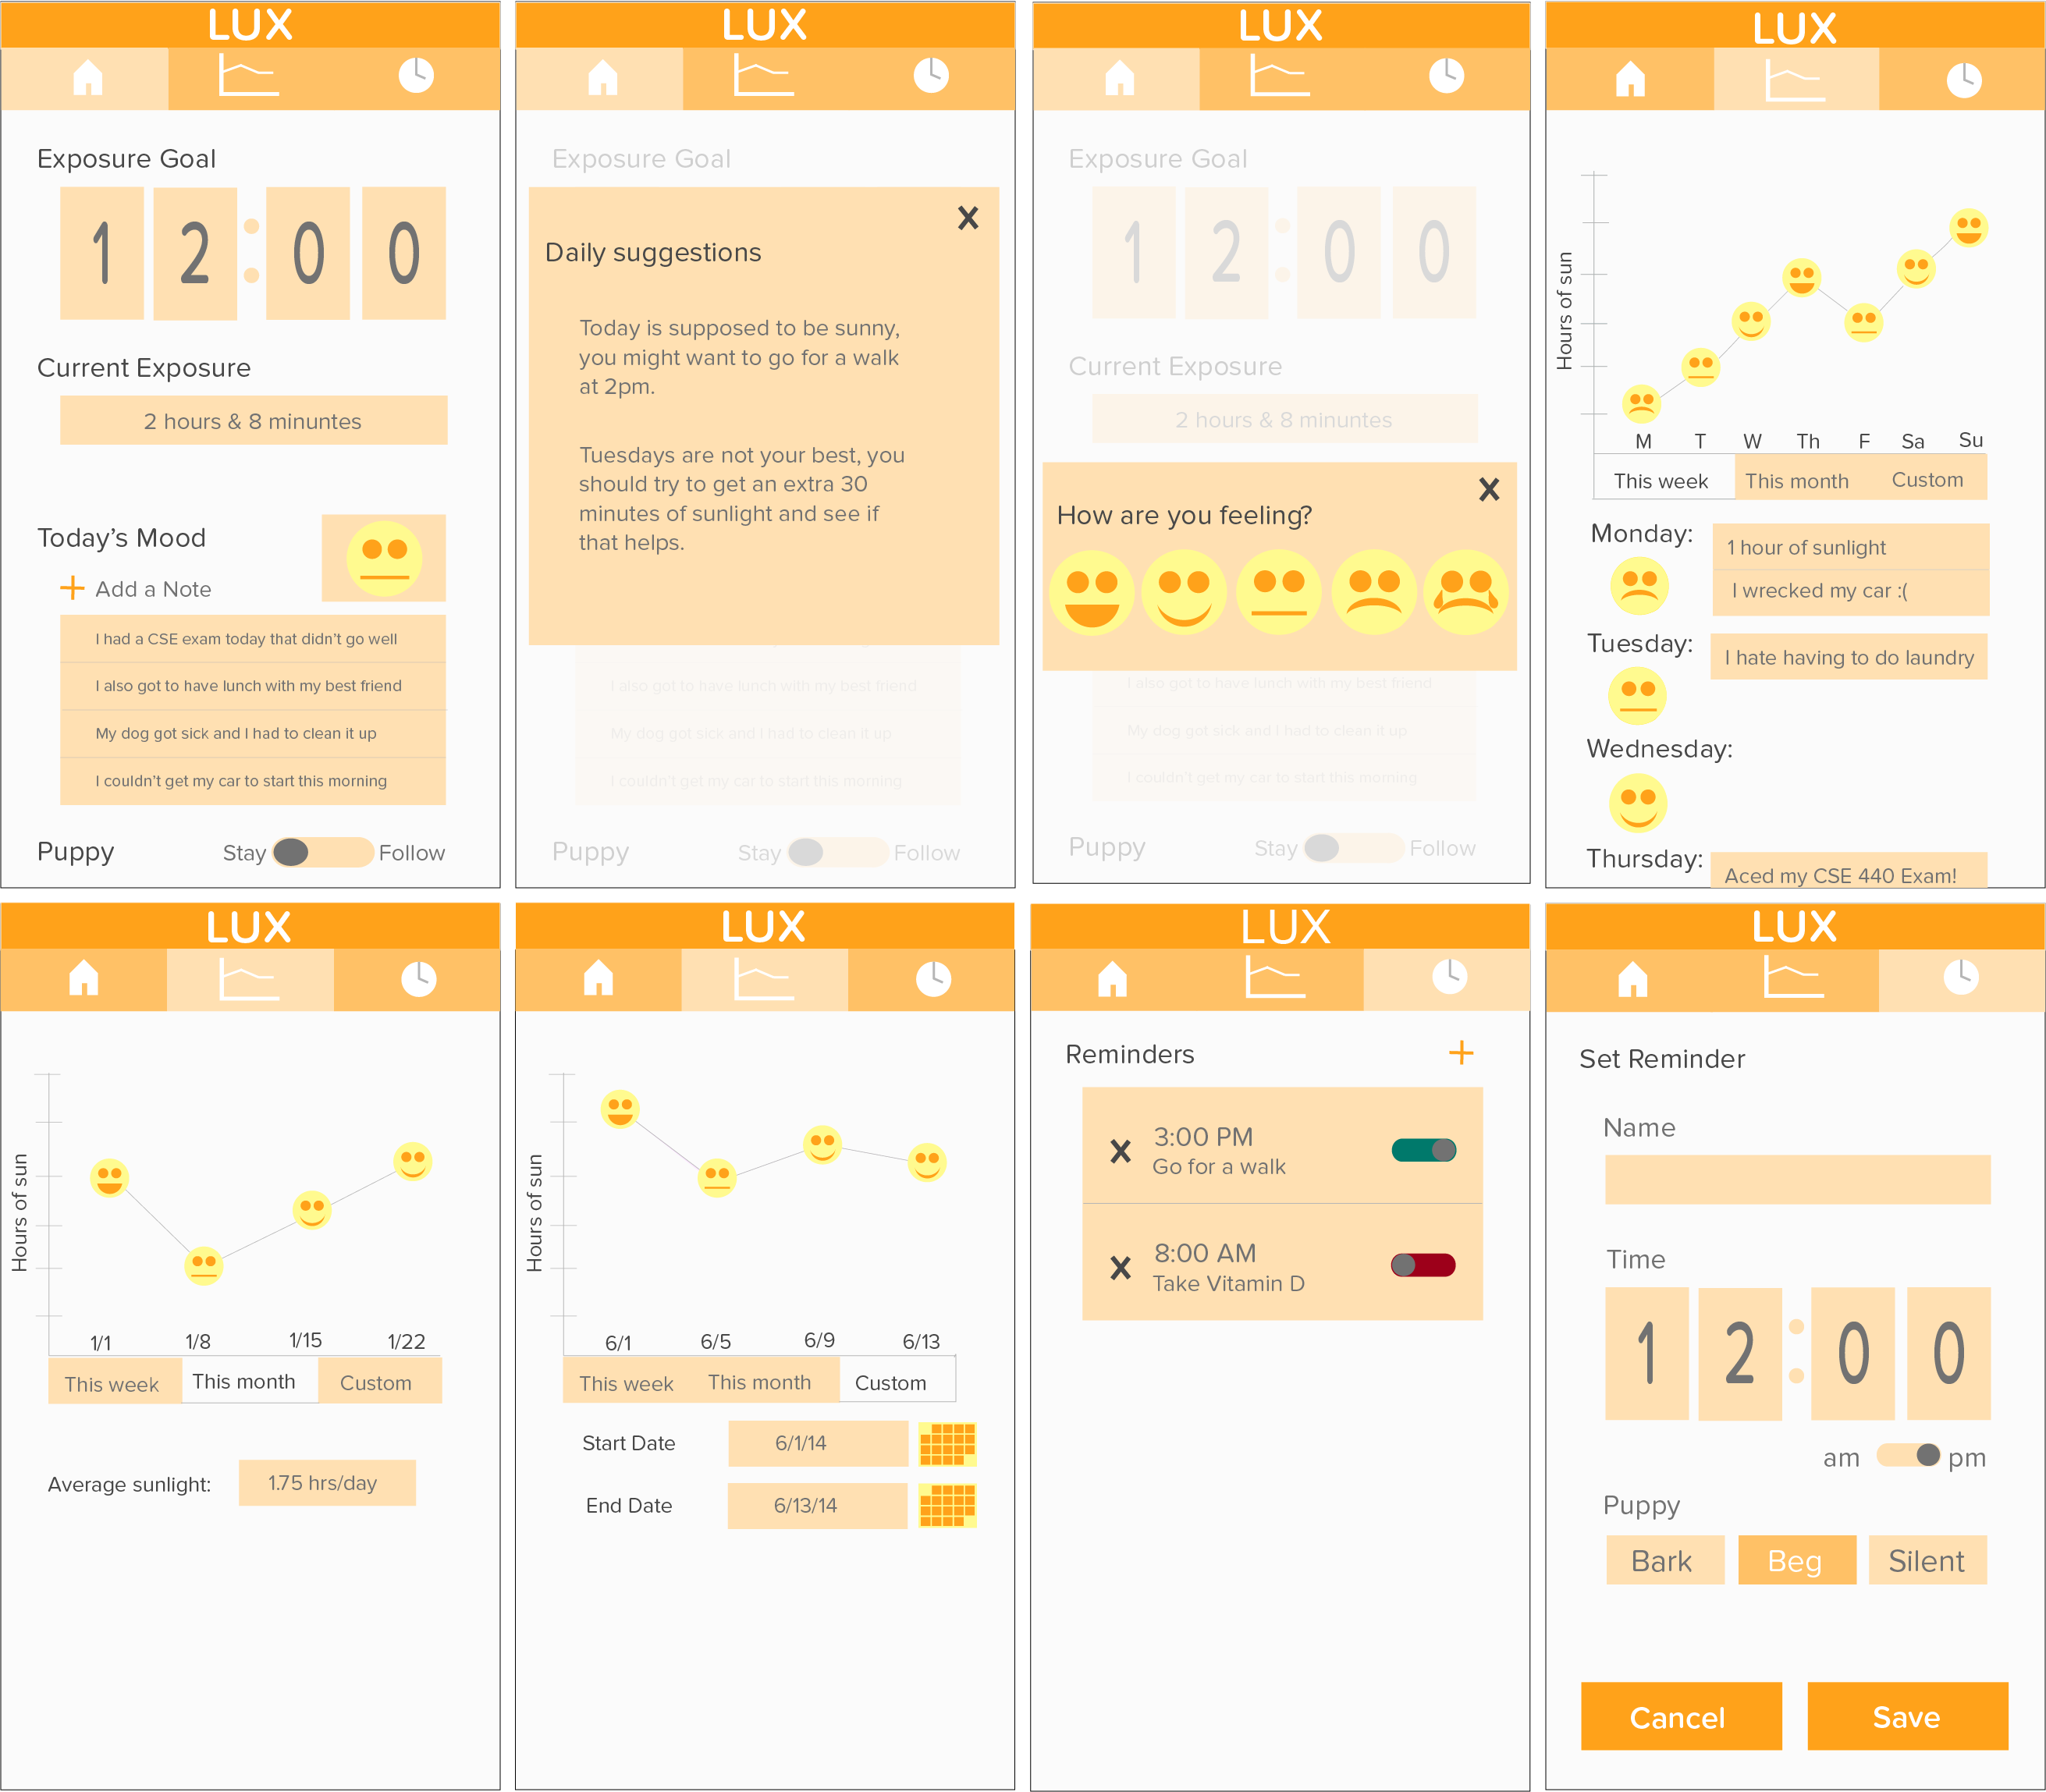 LUX
Exposure Goal
12:00
Current Exposure
2 hours & 8 minuntes
Today's Mood
+ Add a Note
I had a CSE exam today that didn't go well
I also got to have lunch with my best friend
My dog got sick and I had to clean it up
I couldn't get my car to start this morning
Puppy Stay Follow
LUX
Exposure Goal
X
Daily suggestions
Today is supposed to be sunny,
you might want to go for a walk
at 2pm.
Tuesdays are not your best, you
should try to get an extra 30
minutes of sunlight and see if
that helps.
I also got to have lunch with my best friend
My dog got sick and I had to clean it up
I couldn't get my car to start this morning
Puppy Stay Follow
LUX
Exposure Goal
12:00
Current Exposure
2 hours & 8 minuntes
X
How are you feeling?
I also got to have lunch with my best friend
My dog got sick and I had to clean it up
I couldn't get my car to start this morning
Puppy Stay Follow
LUX
Hours of sun
M T W Th F Sa Su
This week This month Custom
Monday:
1 hour of sunlight
I wrecked my car :(
Tuesday:
I hate having to do laundry
Wednesday:
Thursday:
Aced my CSE 440 Exam!
LUX
Hours of sun
1/1 1/8 1/15 1/22
This week This month Custom
Average sunlight: 1.75 hrs/day
LUX
Hours of sun
6/1 6/5 6/9 6/13
This week This month Custom
Start Date 6/1/14
End Date 6/13/14
LUX
Reminders +
X 3:00 PM
Go for a walk
X 8:00 AM
Take Vitamin D
LUX
Set Reminder
Name
Time
12:00
am pm
Puppy
Bark Beg Silent
Cancel Save